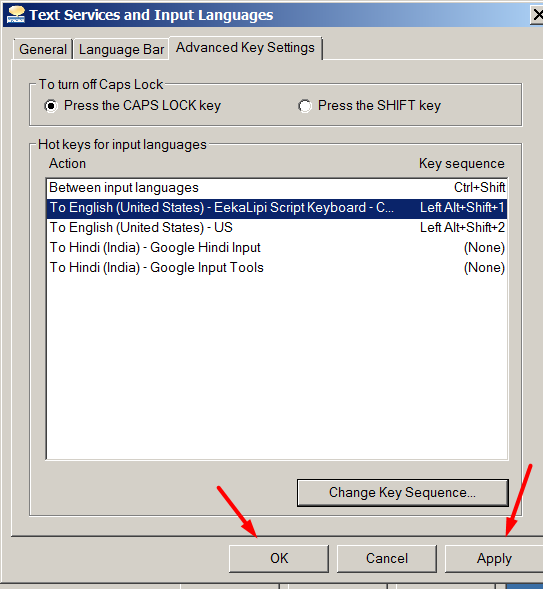 Text Services and Input Languages
General Language Bar Advanced Key Settings
To turn off Caps Lock
Press the CAPS LOCK key Press the SHIFT key
Hot keys for input languages
Action Key sequence
Between input languages Ctrl+Shift
To English (United States) - EekaLipi Script Keyboard - C... Left Alt+Shift+1
To English (United States) - US Left Alt+Shift+2
To Hindi (India) - Google Hindi Input (None)
To Hindi (India) - Google Input Tools (None)
Change Key Sequence...
OK Cancel Apply